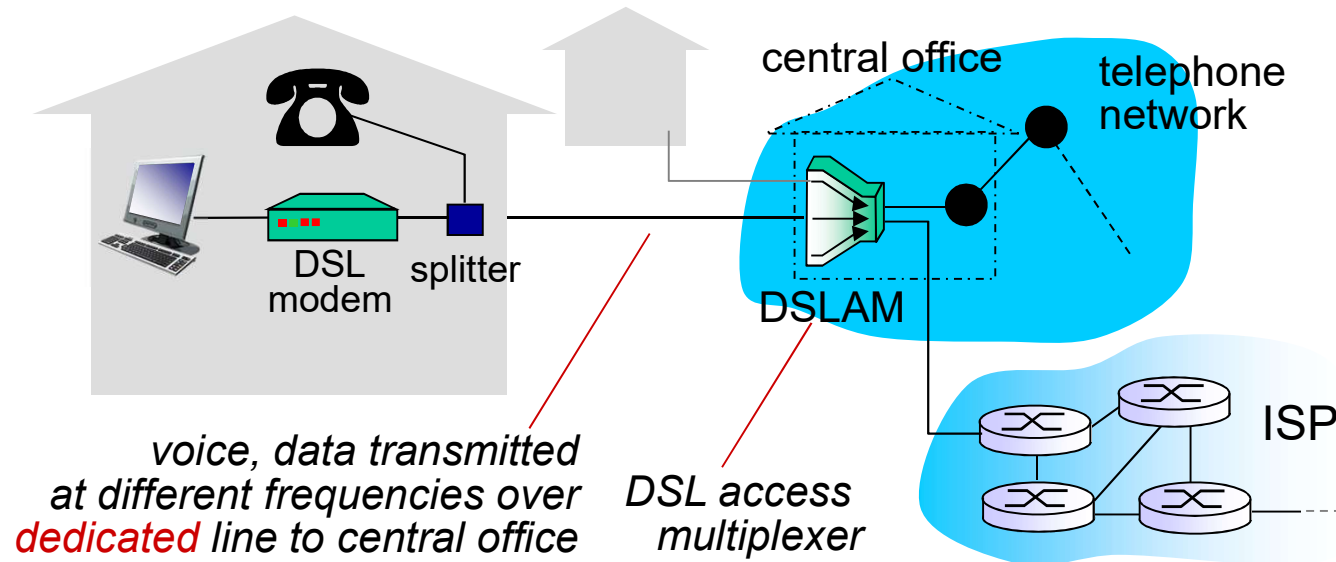 central office
telephone
network
DSL
modem
splitter
DSLAM
ISP
voice, data transmitted
at different frequencies over
dedicated line to central office
DSL access
multiplexer